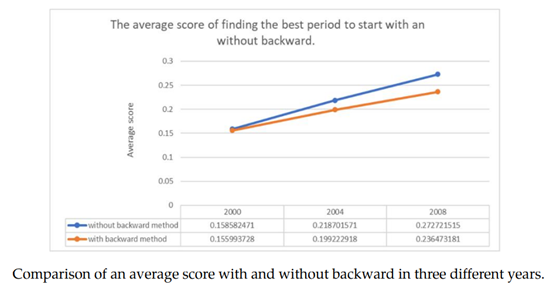 The average score of finding the best period to start with an
without backward.
0.3
0.25
0.2
0.15
0.1
0.05
0
Average score
2000 2004 2008
without backward method 0.158582471 0.218701571 0.272721515
with backward method 0.155993728 0.199222918 0.236473181
Comparison of an average score with and without backward in three different years.